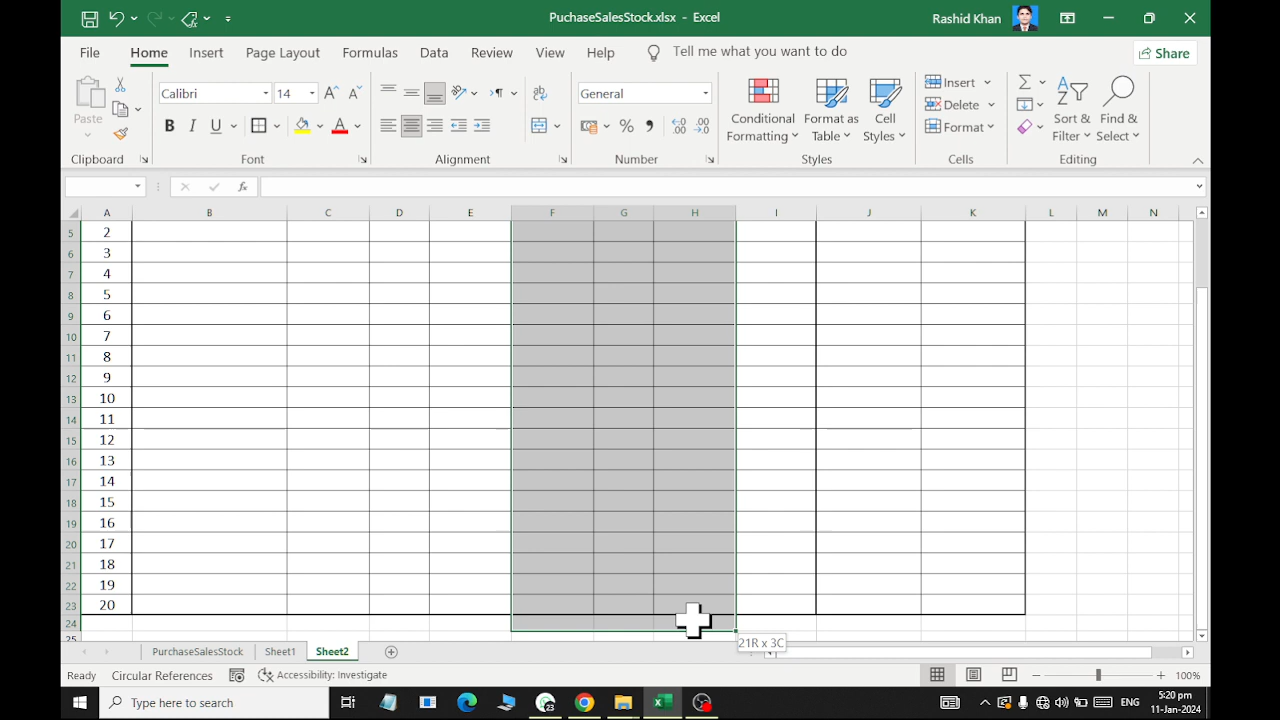 PuchaseSalesStock.xlsx - Excel
Rashid Khan
File Home Insert Page Layout Formulas Data Review View Help Tell me what you want to do Share
Paste
Clipboard
Calibri 14
B I U A
Font
Alignment
General
% 9
Number
Conditional Formatting
Format as Table
Cell Styles
Styles
Insert
Delete
Format
Cells
Sort & Filter
Find & Select
Editing
fx
A B C D E F G H I J K L M N
5 2
6 3
7 4
8 5
9 6
10 7
11 8
12 9
13 10
14 11
15 12
16 13
17 14
18 15
19 16
20 17
21 18
22 19
23 20
24
25
21R x 3C
PurchaseSalesStock Sheet1 Sheet2
Ready Circular References Accessibility: Investigate 100%
Type here to search
ENG
5:20 pm
11-Jan-2024